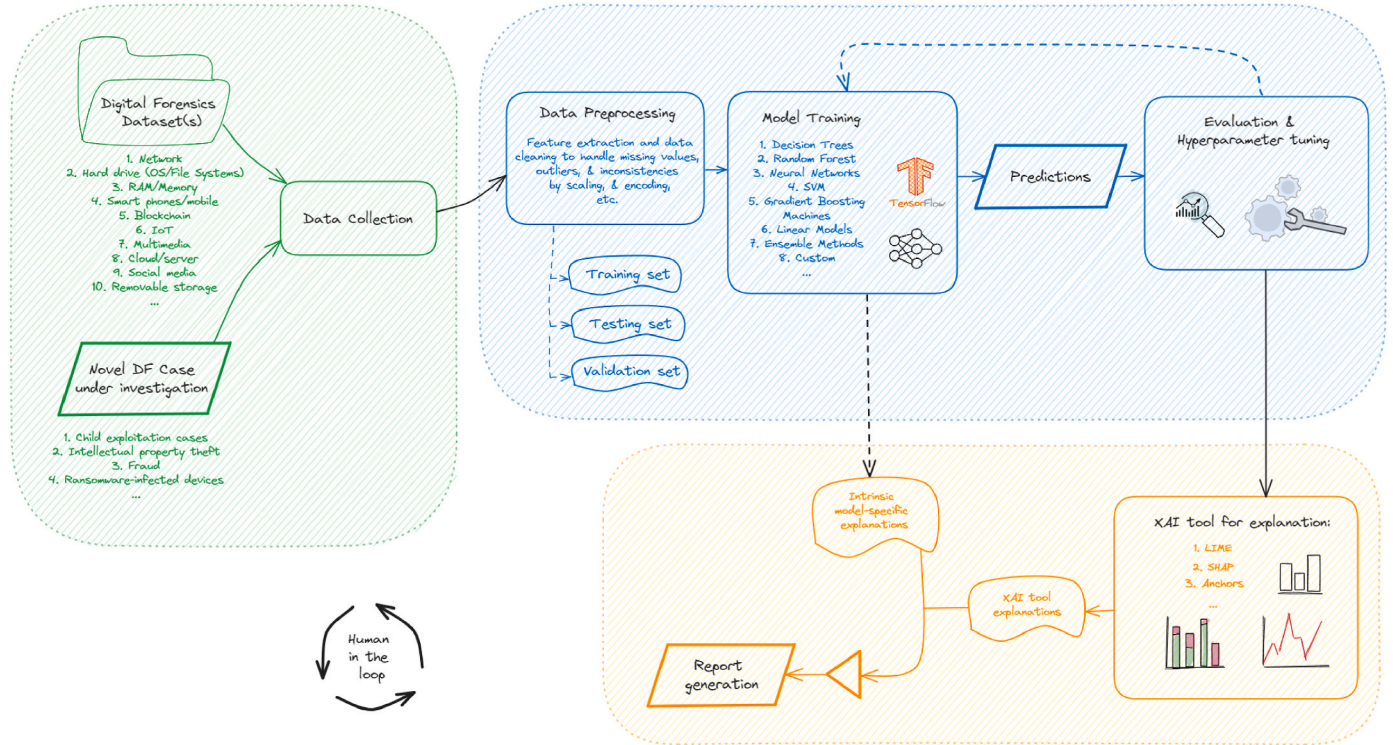 Digital Forensics
Dataset(s)
1. Network
2. Hard drive (OS/File Systems)
3. RAM/Memory
4. Smart phones/mobile
5. Blockchain
6. IoT
7. Multimedia
8. Cloud/server
9. Social media
10. Removable storage
...
Data Collection
Novel DF Case
under investigation
1. Child exploitation cases
2. Intellectual property theft
3. Fraud
4. Ransomware-infected devices
...
Data Preprocessing
Feature extraction and data
cleaning to handle missing values,
outliers, & inconsistencies
by scaling, & encoding,
etc.
Training set
Testing set
Validation set
Model Training
1. Decision Trees
2. Random Forest
3. Neural Networks
4. SVM
5. Gradient Boosting
Machines
6. Linear Models
7. Ensemble Methods
8. Custom
...
TensorFlow
Predictions
Evaluation &
Hyperparameter tuning
Intrinsic
model-specific
explanations
XAI tool for explanation:
1. LIME
2. SHAP
3. Anchors
...
XAI tool
explanations
Report
generation
Human
in the
loop